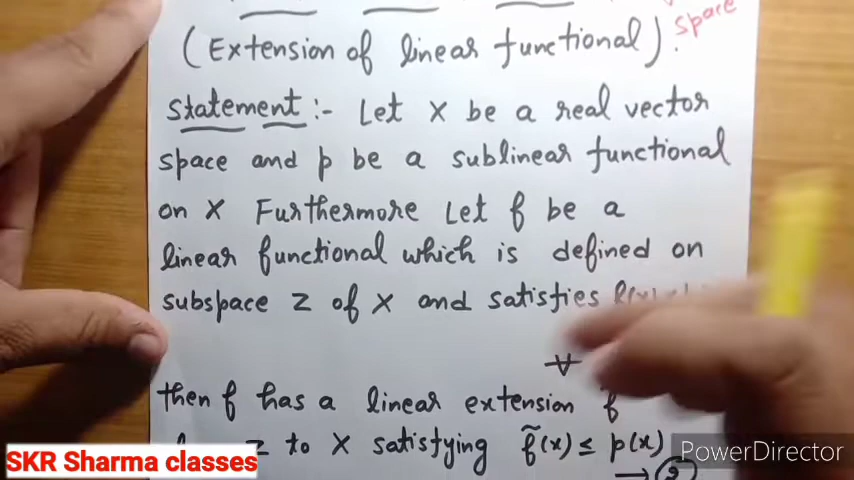 space
(Extension of linear functional).
Statement :- Let X be a real vector
space and p be a sublinear functional
on X Furthermore Let f be a
linear functional which is defined on
subspace Z of X and satisfies
∀
then f has a linear extension
Z to X satisfying f̃(x) ≤ p(x)
→ 2
SKR Sharma classes
PowerDirector